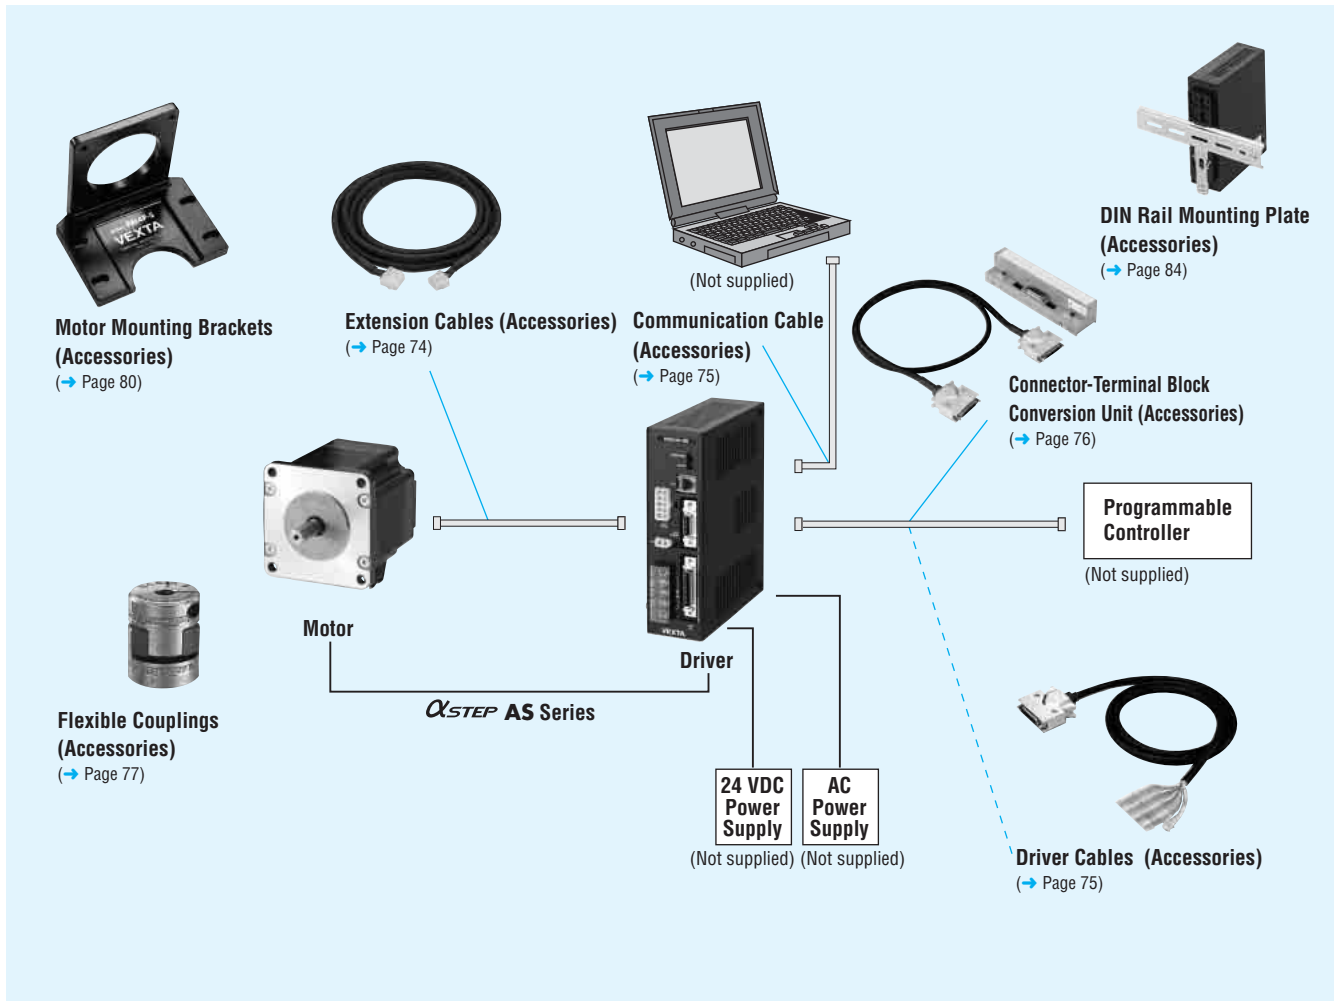 DIN Rail Mounting Plate
(Accessories)
(➜ Page 84)
VEXTA
(Not supplied)
Motor Mounting Brackets
(Accessories)
(➜ Page 80)
Extension Cables (Accessories)
(➜ Page 74)
Communication Cable
(Accessories)
(➜ Page 75)
Connector-Terminal Block
Conversion Unit (Accessories)
(➜ Page 76)
Programmable
Controller
(Not supplied)
VEXTA
Motor
Driver
αSTEP AS Series
Flexible Couplings
(Accessories)
(➜ Page 77)
24 VDC
Power
Supply
(Not supplied)
AC
Power
Supply
(Not supplied)
Driver Cables (Accessories)
(➜ Page 75)